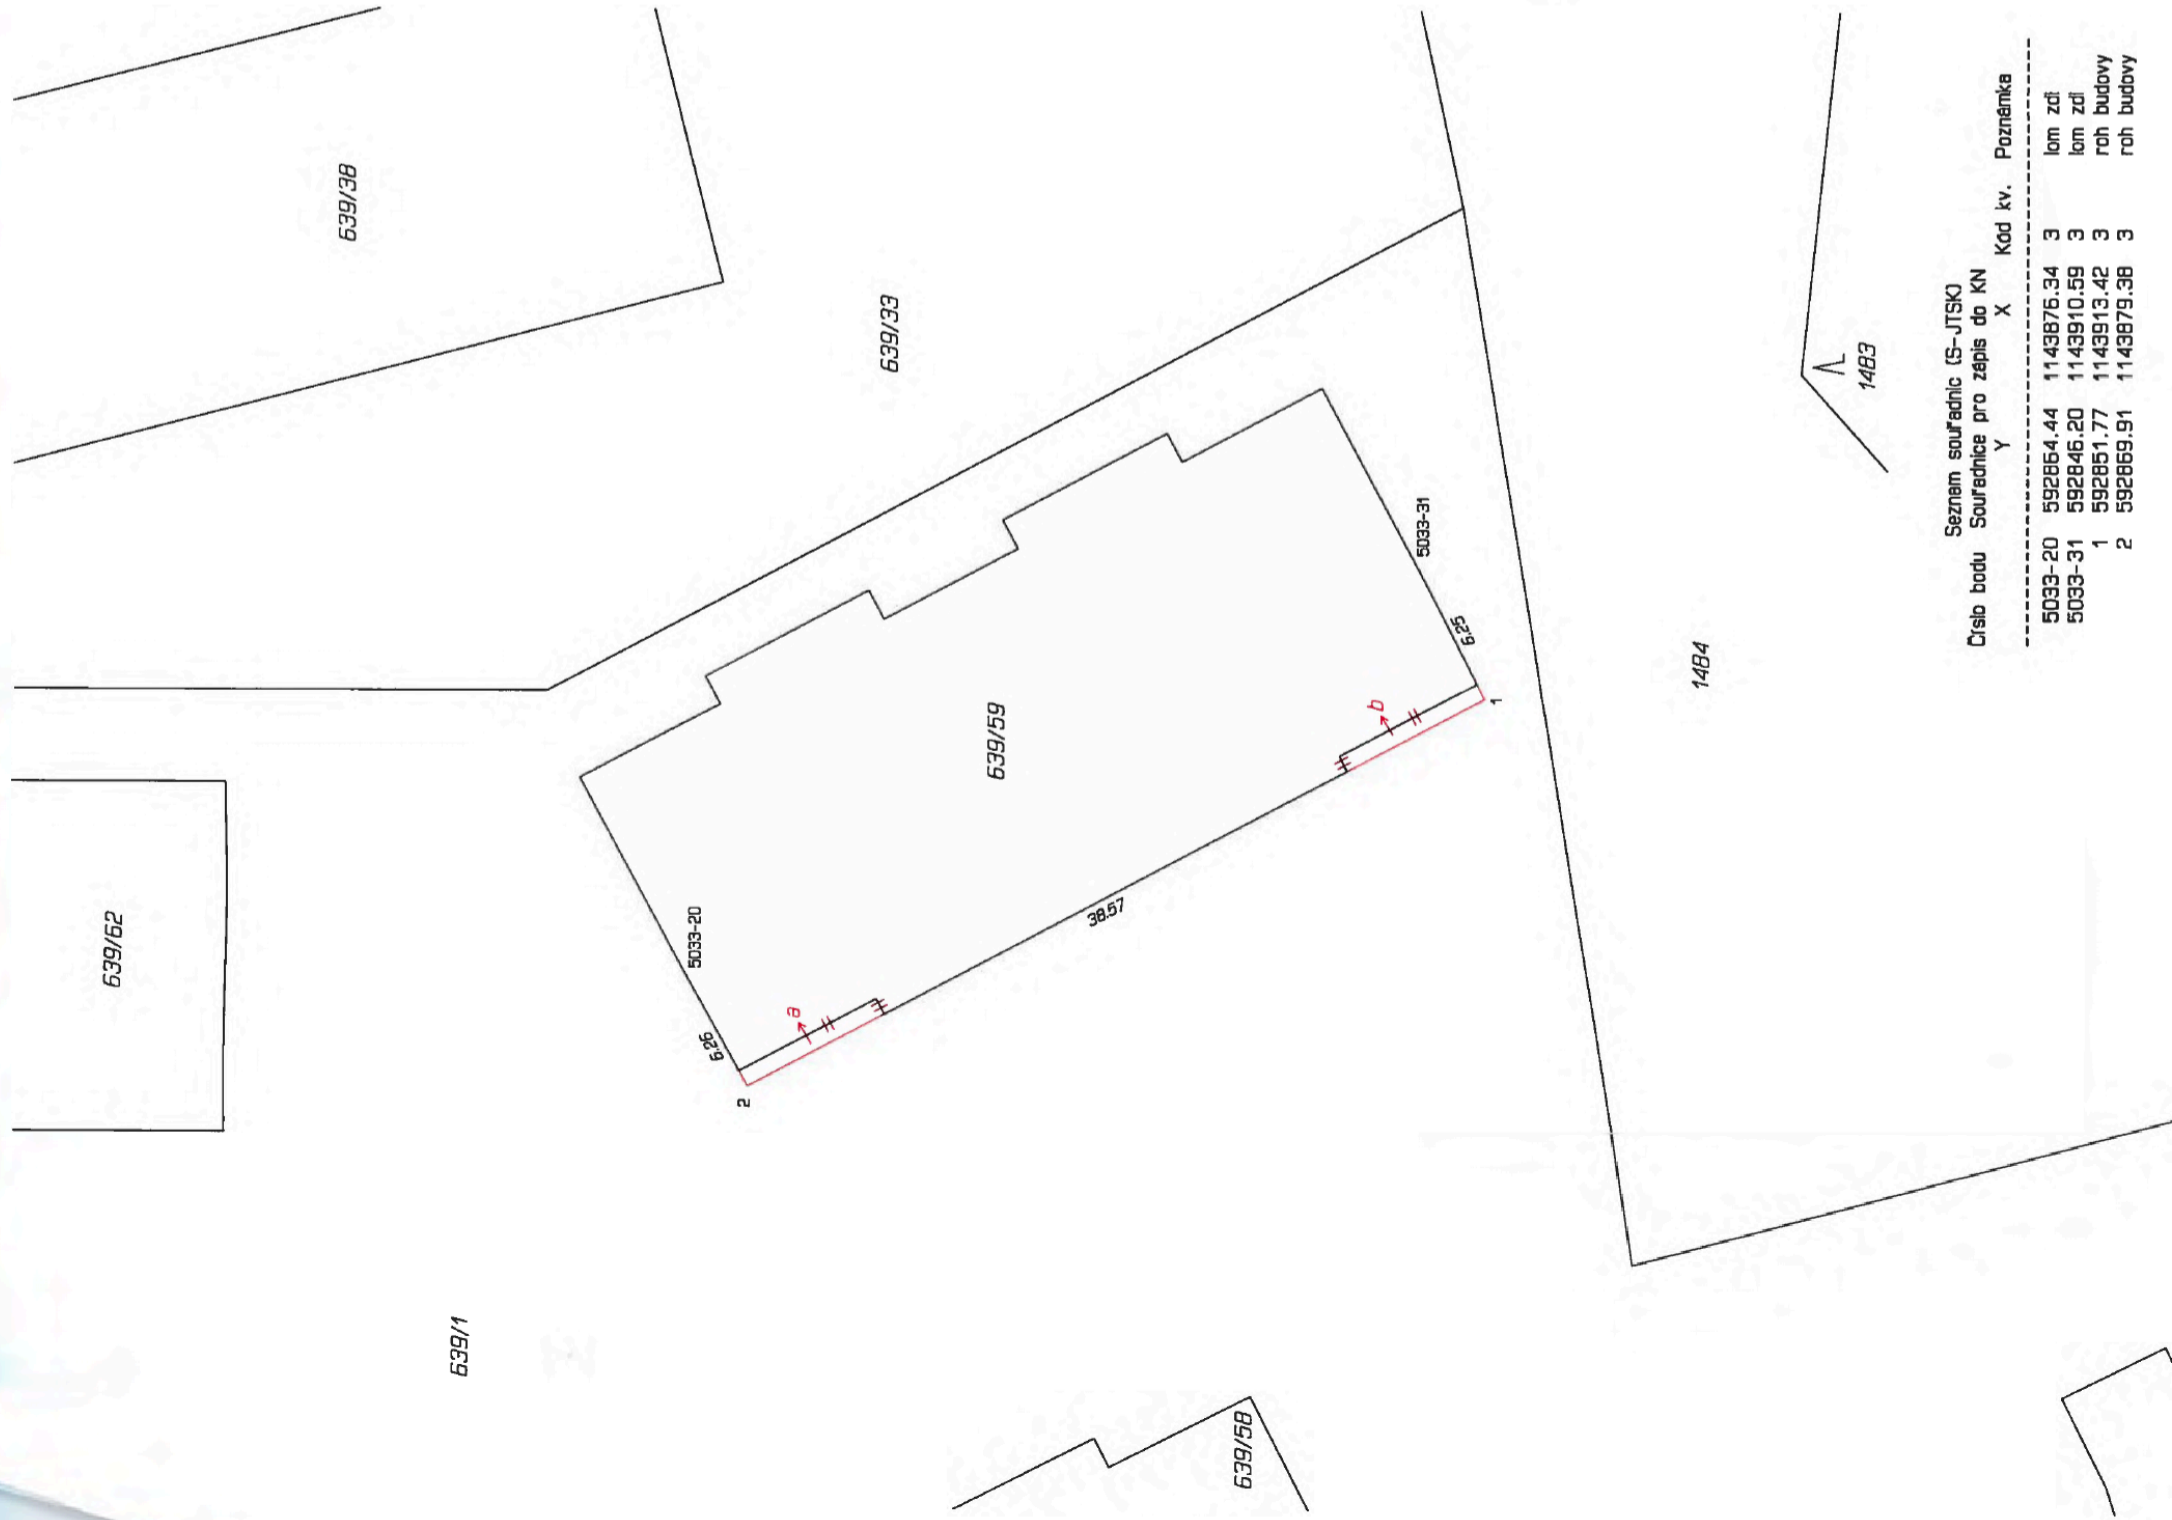 639/38
639/33
639/62
5033-20
6.26
a
2
639/59
38.57
5033-31
6.25
b
1
639/1
639/58
1484
1483
Seznam souřadnic (S-JTSK)
Číslo bodu Souřadnice pro zápis do KN
Y X Kód kv. Poznámka
5033-20 592864.44 1143876.34 3 lom zdi
5033-31 592846.20 1143910.59 3 lom zdi
1 592851.77 1143913.42 3 roh budovy
2 592869.91 1143879.38 3 roh budovy